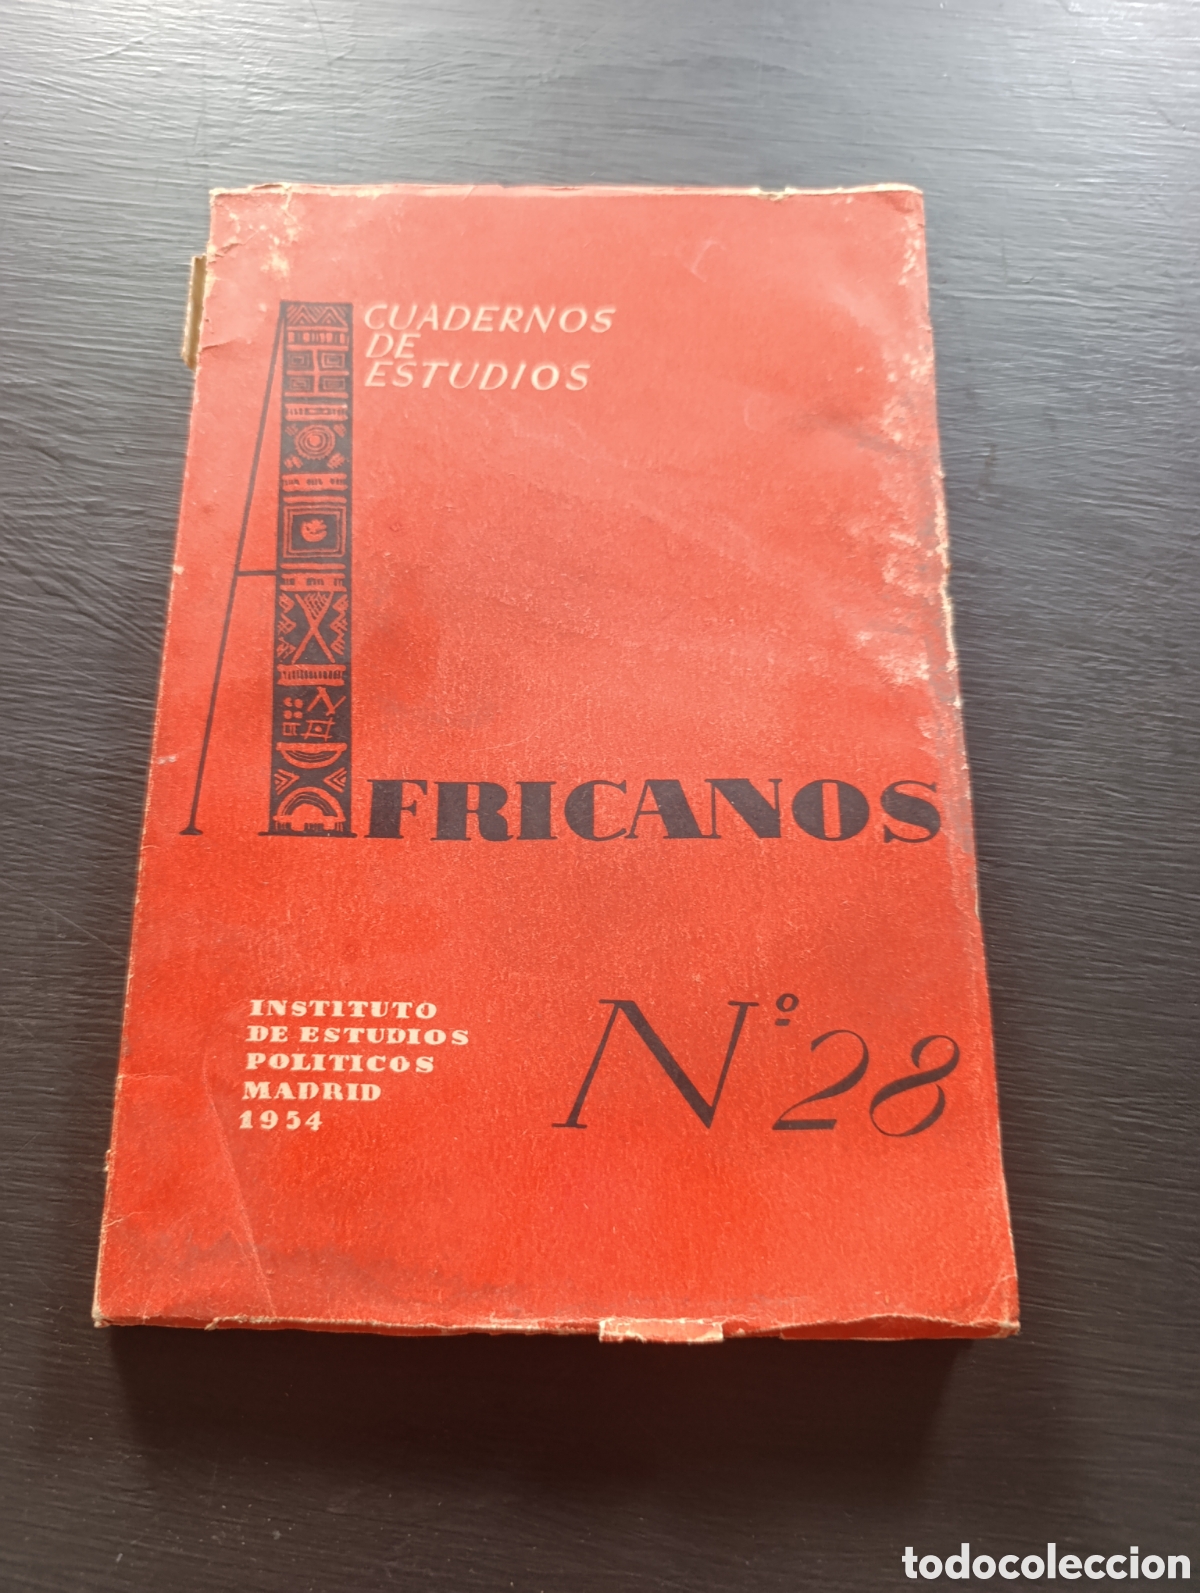 CUADERNOS
DE
ESTUDIOS
AFRICANOS
INSTITUTO
DE ESTUDIOS
POLITICOS
MADRID
1954
Nº 28
todocoleccion